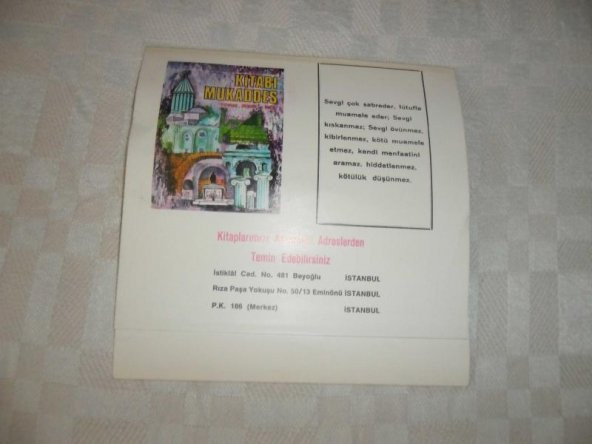 KİTABI
MUKADDES
Sevgi çok sabreder, lütufla
muamele eder; Sevgi
kıskanmaz; Sevgi övünmez,
kibirlenmez, kötü muamele
etmez, kendi menfaatini
aramaz, hiddetlenmez,
kötülük düşünmez.
Kitaplarımızı Adreslerden
Temin Edebilirsiniz
İstiklâl Cad. No. 481 Beyoğlu İSTANBUL
Rıza Paşa Yokuşu No. 50/13 Eminönü İSTANBUL
P.K. 186 (Merkez) İSTANBUL